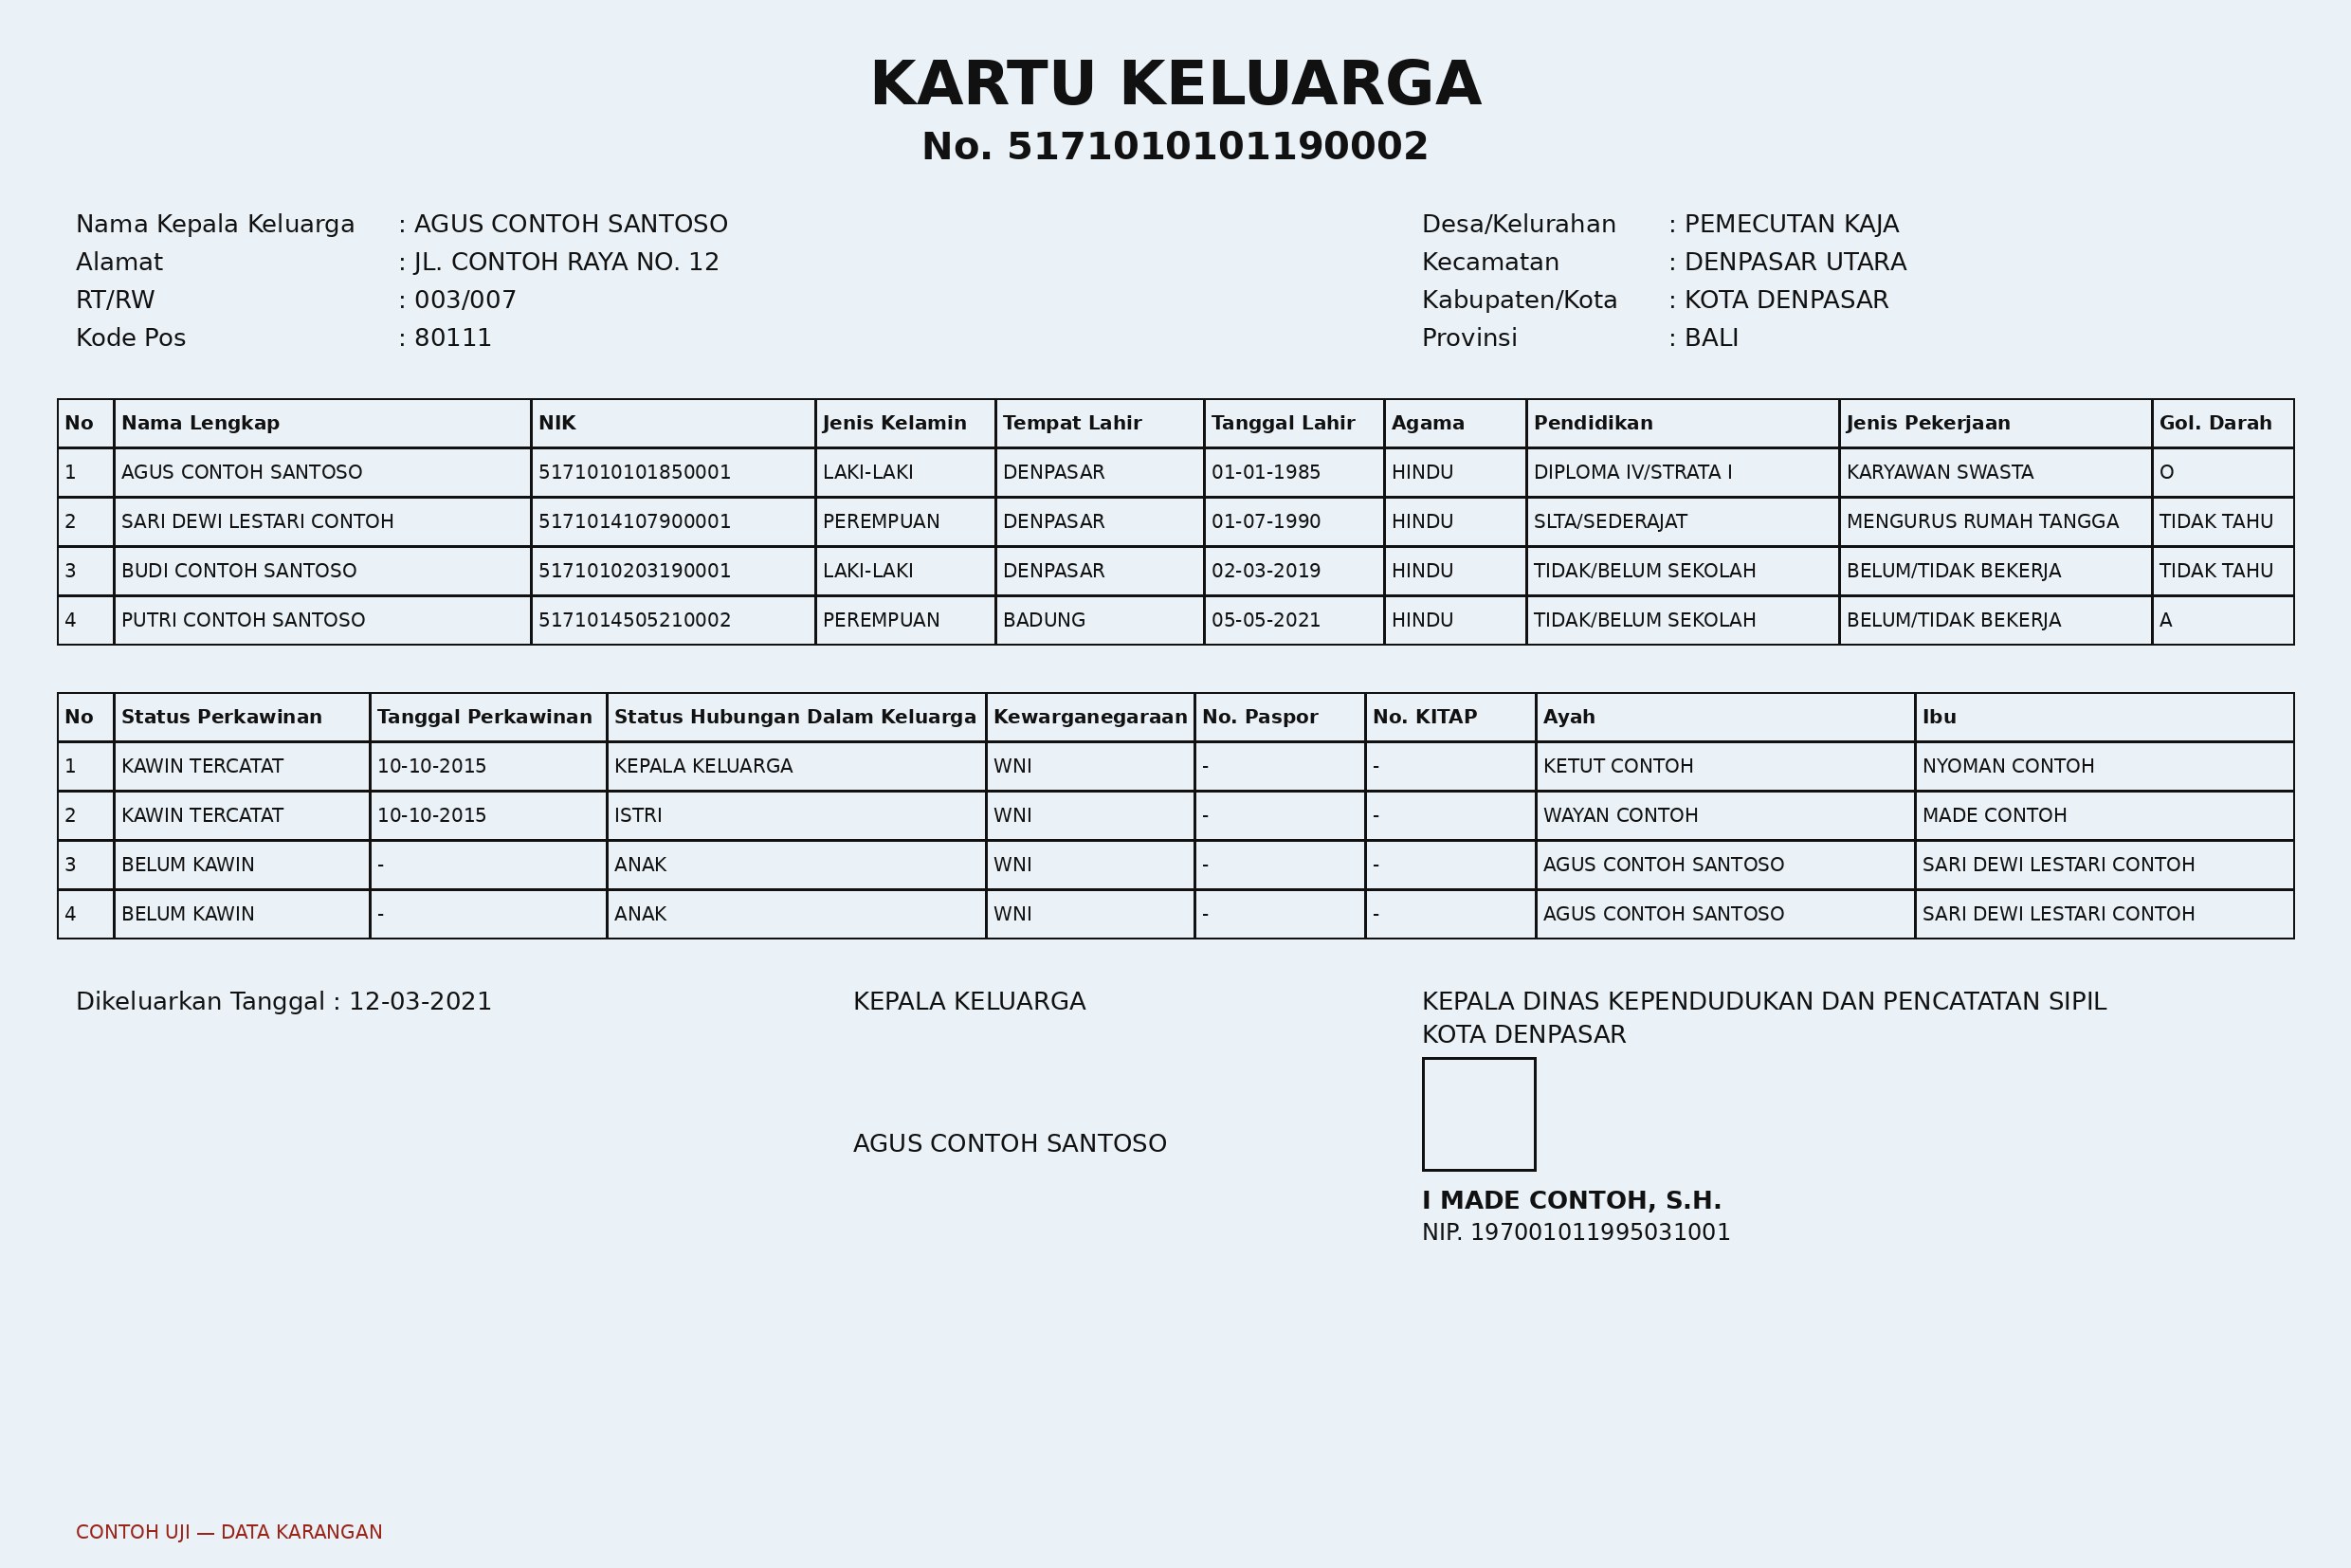 KARTU KELUARGA
No. 5171010101190002
Nama Kepala Keluarga : AGUS CONTOH SANTOSO
Alamat : JL. CONTOH RAYA NO. 12
RT/RW : 003/007
Kode Pos : 80111
Desa/Kelurahan : PEMECUTAN KAJA
Kecamatan : DENPASAR UTARA
Kabupaten/Kota : KOTA DENPASAR
Provinsi : BALI
No Nama Lengkap NIK Jenis Kelamin Tempat Lahir Tanggal Lahir Agama Pendidikan Jenis Pekerjaan Gol. Darah
1 AGUS CONTOH SANTOSO 5171010101850001 LAKI-LAKI DENPASAR 01-01-1985 HINDU DIPLOMA IV/STRATA I KARYAWAN SWASTA O
2 SARI DEWI LESTARI CONTOH 5171014107900001 PEREMPUAN DENPASAR 01-07-1990 HINDU SLTA/SEDERAJAT MENGURUS RUMAH TANGGA TIDAK TAHU
3 BUDI CONTOH SANTOSO 5171010203190001 LAKI-LAKI DENPASAR 02-03-2019 HINDU TIDAK/BELUM SEKOLAH BELUM/TIDAK BEKERJA TIDAK TAHU
4 PUTRI CONTOH SANTOSO 5171014505210002 PEREMPUAN BADUNG 05-05-2021 HINDU TIDAK/BELUM SEKOLAH BELUM/TIDAK BEKERJA A
No Status Perkawinan Tanggal Perkawinan Status Hubungan Dalam Keluarga Kewarganegaraan No. Paspor No. KITAP Ayah Ibu
1 KAWIN TERCATAT 10-10-2015 KEPALA KELUARGA WNI - - KETUT CONTOH NYOMAN CONTOH
2 KAWIN TERCATAT 10-10-2015 ISTRI WNI - - WAYAN CONTOH MADE CONTOH
3 BELUM KAWIN - ANAK WNI - - AGUS CONTOH SANTOSO SARI DEWI LESTARI CONTOH
4 BELUM KAWIN - ANAK WNI - - AGUS CONTOH SANTOSO SARI DEWI LESTARI CONTOH
Dikeluarkan Tanggal : 12-03-2021
KEPALA KELUARGA
AGUS CONTOH SANTOSO
KEPALA DINAS KEPENDUDUKAN DAN PENCATATAN SIPIL
KOTA DENPASAR
I MADE CONTOH, S.H.
NIP. 197001011995031001
CONTOH UJI — DATA KARANGAN